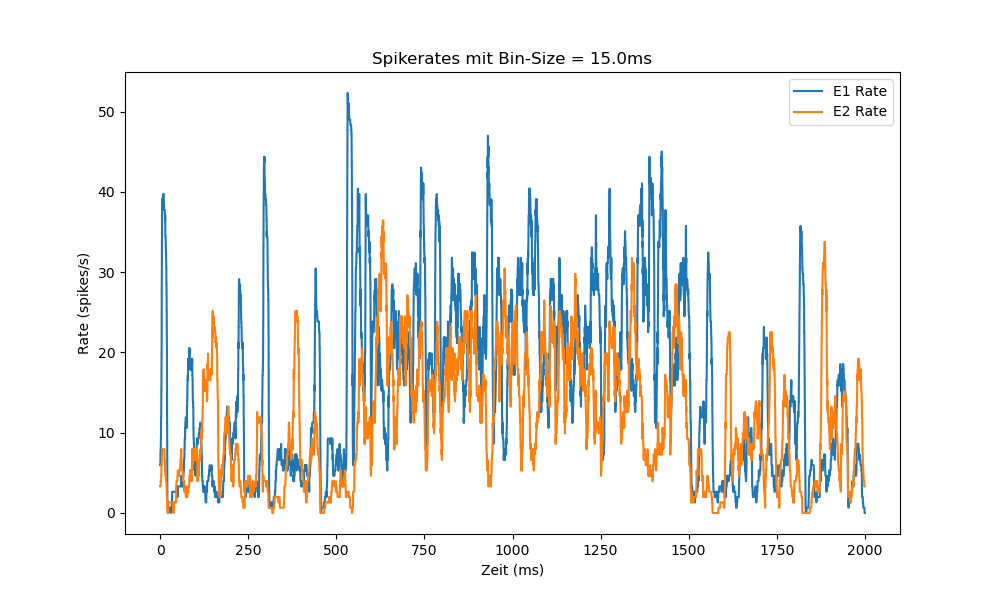 Spikerates mit Bin-Size = 15.0ms
E1 Rate
E2 Rate
Rate (spikes/s)
50
40
30
20
10
0
0 250 500 750 1000 1250 1500 1750 2000
Zeit (ms)